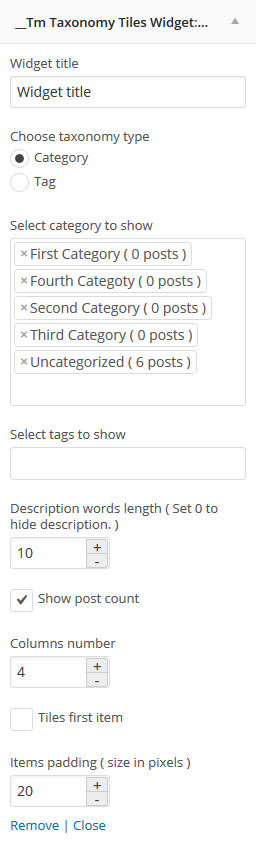 __Tm Taxonomy Tiles Widget:...
Widget title
Widget title
Choose taxonomy type
Category
Tag
Select category to show
×First Category ( 0 posts )
×Fourth Categoty ( 0 posts )
×Second Category ( 0 posts )
×Third Category ( 0 posts )
×Uncategorized ( 6 posts )
Select tags to show
Description words length ( Set 0 to
hide description. )
10
+
-
Show post count
Columns number
4
+
-
Tiles first item
Items padding ( size in pixels )
20
+
-
Remove | Close